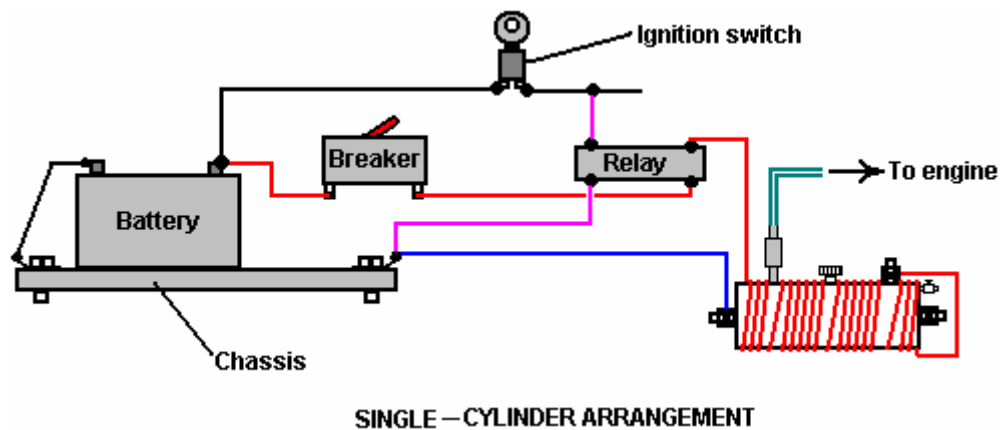 Ignition switch
Breaker
Relay
To engine
Battery
Chassis
SINGLE – CYLINDER ARRANGEMENT